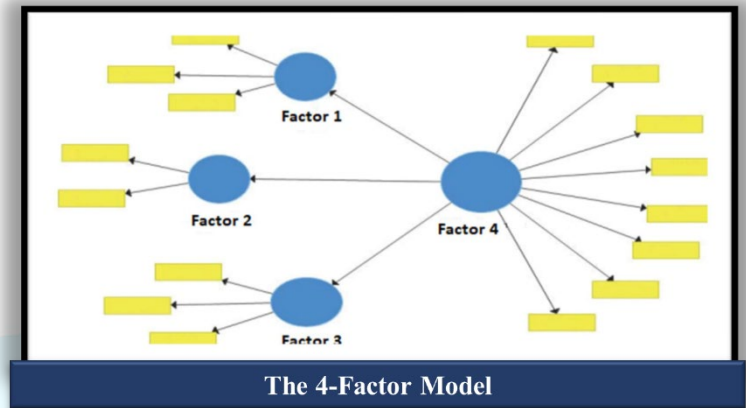 Factor 1
Factor 2
Factor 4
Factor 3
The 4-Factor Model